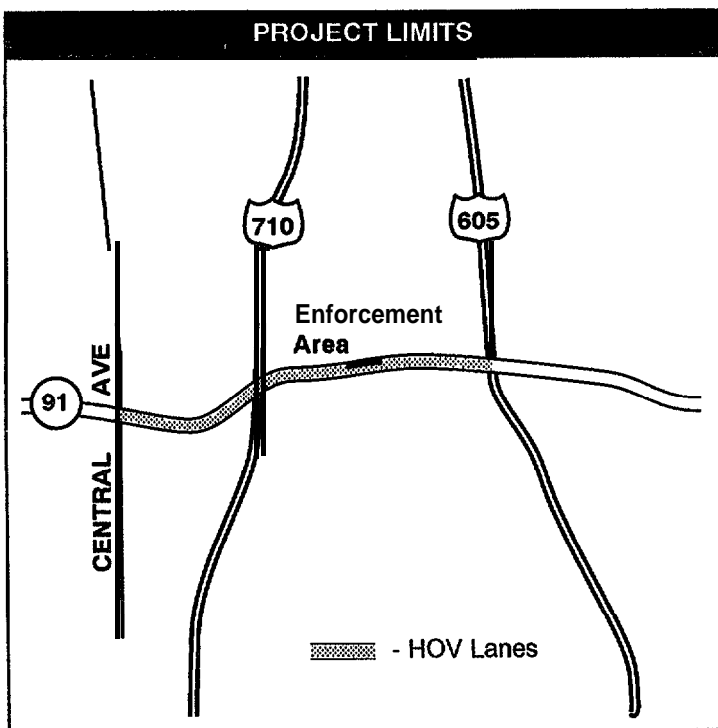 PROJECT LIMITS
710
605
Enforcement
Area
91
CENTRAL AVE
- HOV Lanes